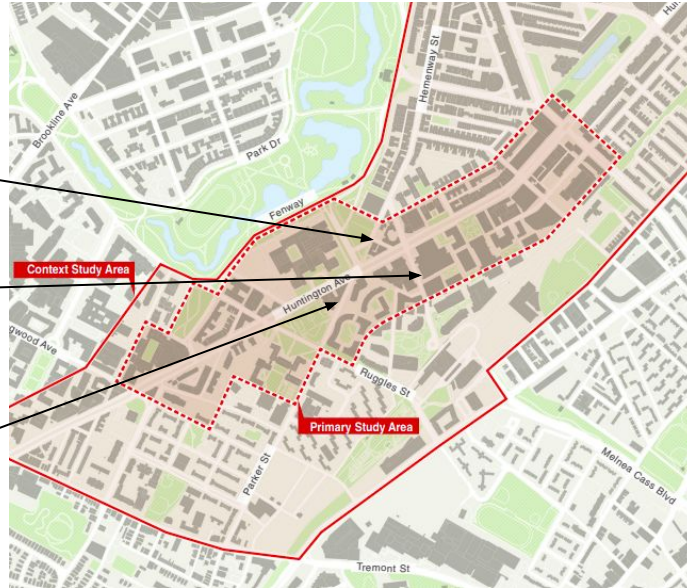 Hun
Brookline Ave
Hemenway St
Park Dr
Fenway
Context Study Area
Huntington Ave
gwood Ave
Ruggles St
Primary Study Area
Parker St
Melnea Cass Blvd
Tremont St